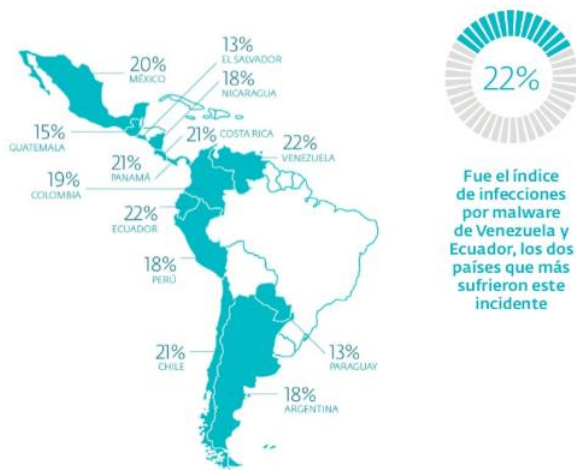 20%
MÉXICO
13%
EL SALVADOR
18%
NICARAGUA
15%
GUATEMALA
21% COSTA RICA
21%
PANAMÁ
22%
VENEZUELA
19%
COLOMBIA
22%
ECUADOR
18%
PERÚ
21%
CHILE
13%
PARAGUAY
18%
ARGENTINA
22%
Fue el índice
de infecciones
por malware
de Venezuela y
Ecuador, los dos
países que más
sufrieron este
incidente